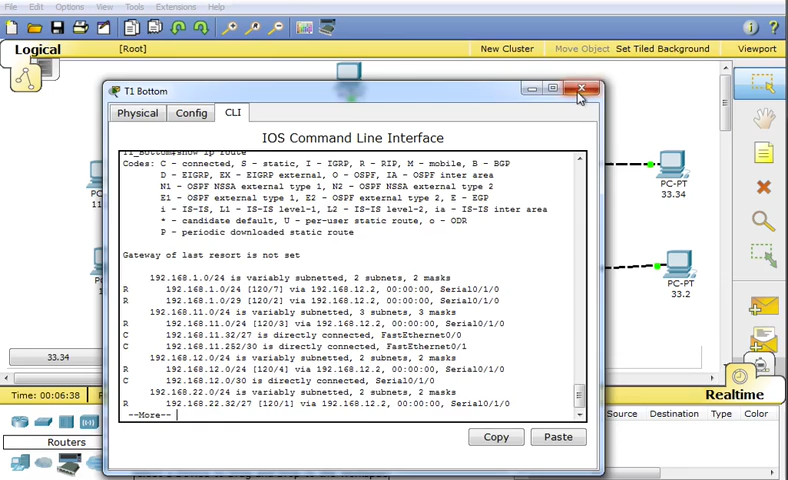 File Edit Options View Tools Extensions Help
Logical [Root] New Cluster Move Object Set Tiled Background Viewport
T1 Bottom
Physical Config CLI
IOS Command Line Interface
T1_Bottom#show ip route
Codes: C - connected, S - static, I - IGRP, R - RIP, M - mobile, B - BGP
D - EIGRP, EX - EIGRP external, O - OSPF, IA - OSPF inter area
N1 - OSPF NSSA external type 1, N2 - OSPF NSSA external type 2
E1 - OSPF external type 1, E2 - OSPF external type 2, E - EGP
i - IS-IS, L1 - IS-IS level-1, L2 - IS-IS level-2, ia - IS-IS inter area
* - candidate default, U - per-user static route, o - ODR
P - periodic downloaded static route
Gateway of last resort is not set
192.168.1.0/24 is variably subnetted, 2 subnets, 2 masks
R 192.168.1.0/24 [120/7] via 192.168.12.2, 00:00:00, Serial0/1/0
R 192.168.1.0/29 [120/2] via 192.168.12.2, 00:00:00, Serial0/1/0
192.168.11.0/24 is variably subnetted, 3 subnets, 3 masks
R 192.168.11.0/24 [120/3] via 192.168.12.2, 00:00:00, Serial0/1/0
C 192.168.11.32/27 is directly connected, FastEthernet0/0
C 192.168.11.252/30 is directly connected, FastEthernet0/1
192.168.12.0/24 is variably subnetted, 2 subnets, 2 masks
R 192.168.12.0/24 [120/4] via 192.168.12.2, 00:00:00, Serial0/1/0
C 192.168.12.0/30 is directly connected, Serial0/1/0
192.168.22.0/24 is variably subnetted, 2 subnets, 2 masks
R 192.168.22.32/27 [120/1] via 192.168.12.2, 00:00:00, Serial0/1/0
--More--
Copy Paste
PC-PT
33.34
PC-PT
33.2
33.34
Time: 00:06:38
Realtime
Routers
Source Destination Type Color